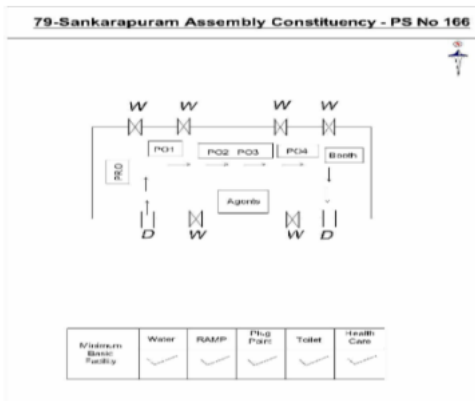 79-Sankarapuram Assembly Constituency - PS No 166
W W W W
PO1 PO2 PO3 PO4 Booth
PRO
Agents
D W W D
Minimum Basic Facility
Water RAMP Plug Point Toilet Health Care